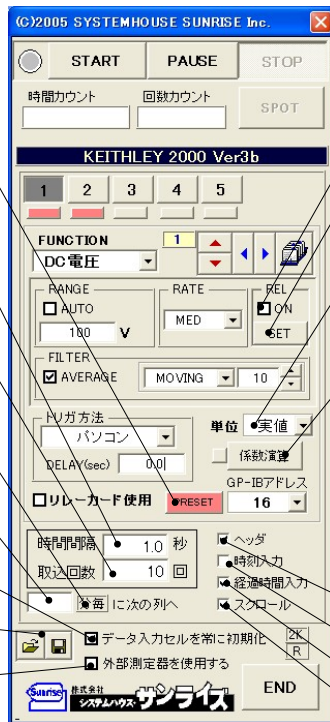 (C)2005 SYSTEMHOUSE SUNRISE Inc.
START PAUSE STOP
時間カウント 回数カウント
SPOT
KEITHLEY 2000 Ver3b
1 2 3 4 5
FUNCTION 1
DC電圧
RANGE RATE REL
AUTO MED ON
100 V SET
FILTER
AVERAGE MOVING 10
トリガ方法 単位 実値
パソコン
係数演算
DELAY(sec) 0.0
GP-IBアドレス
リレーカード使用 RESET 16
時間間隔 1.0 秒 ヘッダ
時刻入力
取込回数 10 回 経過時間入力
毎 に次の列へ スクロール
データ入力セルを常に初期化 2K
R
外部測定器を使用する
Sunrise 株式会社 システムハウス・サンライズ END